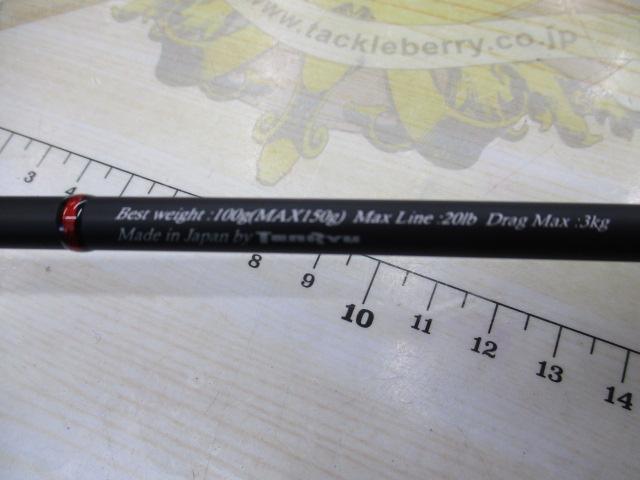 www.tackleberry.co.jp
3 4
Best weight :100g(MAX150g) Max Line :20lb Drag Max :3kg
Made in Japan by TenRyu
8 9 10 11 12 13 14